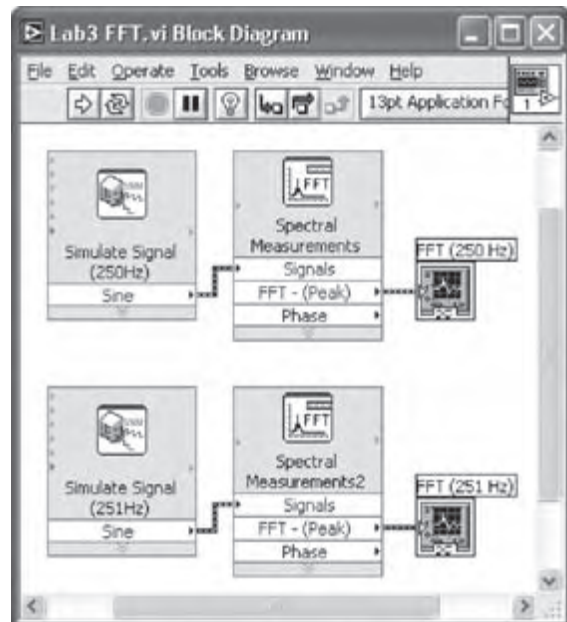 Lab3 FFT.vi Block Diagram
File Edit Operate Tools Browse Window Help
13pt Application Fo
1
Simulate Signal
(250Hz)
Sine
FFT
Spectral
Measurements
Signals
FFT - (Peak)
Phase
FFT (250 Hz)
Simulate Signal
(251Hz)
Sine
FFT
Spectral
Measurements2
Signals
FFT - (Peak)
Phase
FFT (251 Hz)